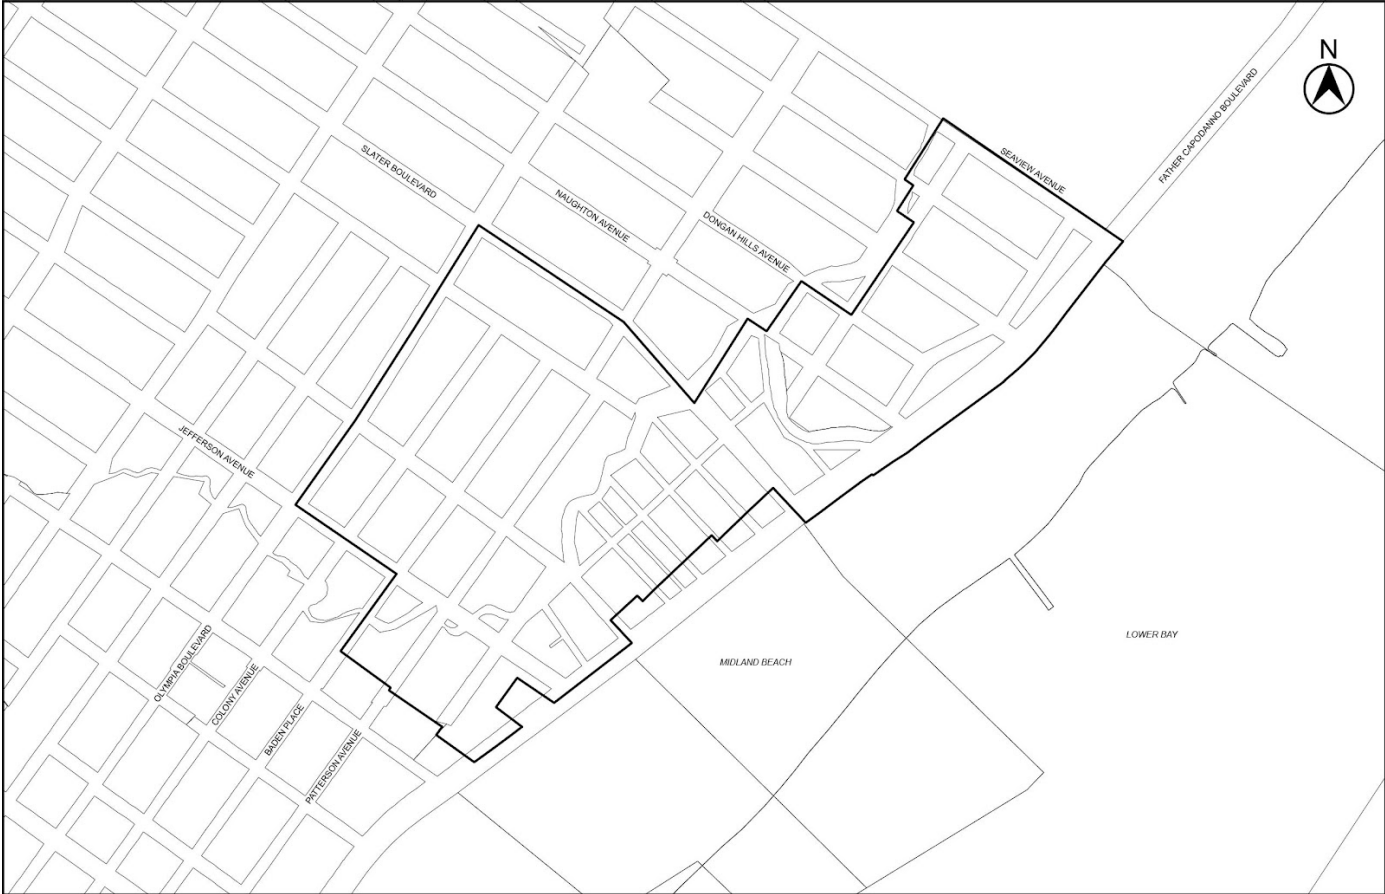 N
FATHER CAPODANNO BOULEVARD
SEAVIEW AVENUE
SLATER BOULEVARD
NAUGHTON AVENUE
DONGAN HILLS AVENUE
JEFFERSON AVENUE
OLYMPIA BOULEVARD
COLONY AVENUE
BADEN PLACE
PATTERSON AVENUE
MIDLAND BEACH
LOWER BAY